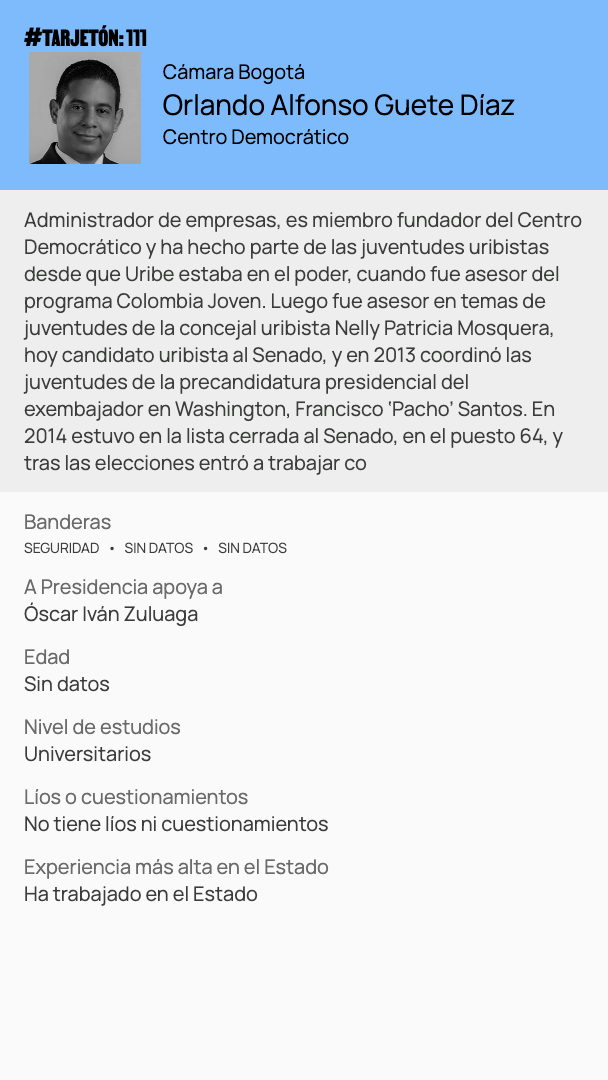 #TARJETÓN: 111
Cámara Bogotá
Orlando Alfonso Guete Díaz
Centro Democrático
Administrador de empresas, es miembro fundador del Centro
Democrático y ha hecho parte de las juventudes uribistas
desde que Uribe estaba en el poder, cuando fue asesor del
programa Colombia Joven. Luego fue asesor en temas de
juventudes de la concejal uribista Nelly Patricia Mosquera,
hoy candidato uribista al Senado, y en 2013 coordinó las
juventudes de la precandidatura presidencial del
exembajador en Washington, Francisco ‘Pacho’ Santos. En
2014 estuvo en la lista cerrada al Senado, en el puesto 64, y
tras las elecciones entró a trabajar co
Banderas
SEGURIDAD • SIN DATOS • SIN DATOS
A Presidencia apoya a
Óscar Iván Zuluaga
Edad
Sin datos
Nivel de estudios
Universitarios
Líos o cuestionamientos
No tiene líos ni cuestionamientos
Experiencia más alta en el Estado
Ha trabajado en el Estado